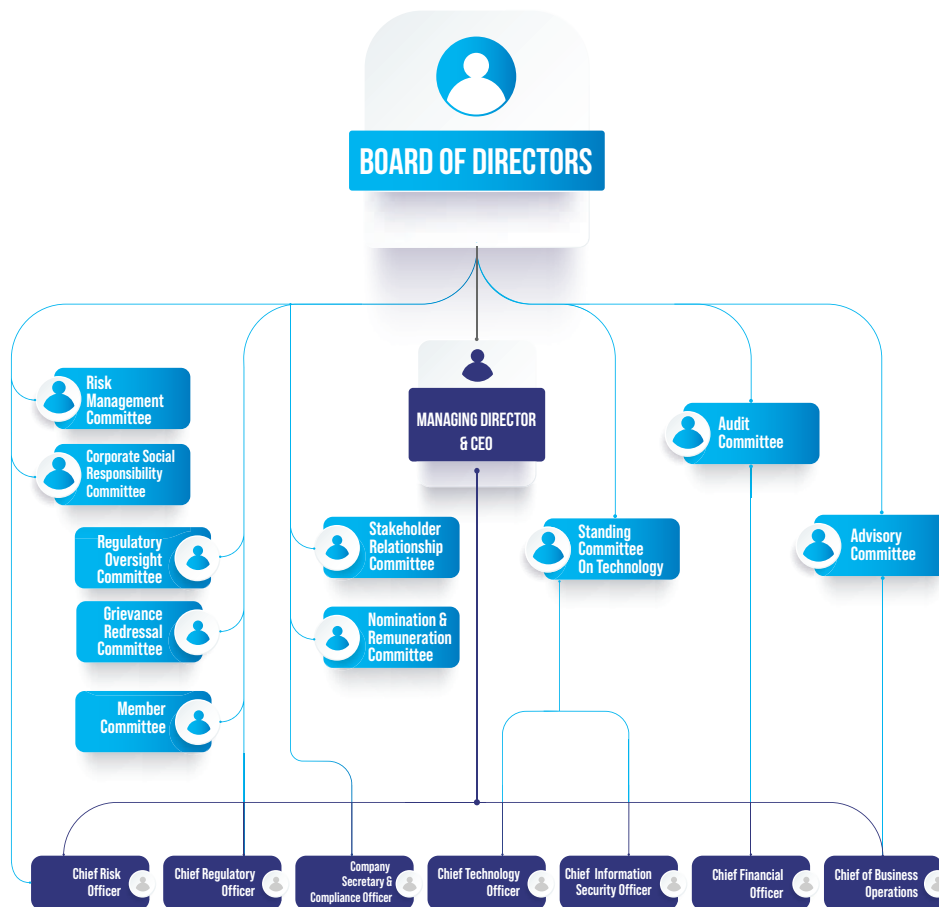 BOARD OF DIRECTORS
MANAGING DIRECTOR
& CEO
Risk
Management
Committee
Corporate Social
Responsibility
Committee
Regulatory
Oversight
Committee
Grievance
Redressal
Committee
Member
Committee
Stakeholder
Relationship
Committee
Nomination &
Remuneration
Committee
Standing
Committee
On Technology
Audit
Committee
Advisory
Committee
Chief Risk
Officer
Chief Regulatory
Officer
Company
Secretary &
Compliance Officer
Chief Technology
Officer
Chief Information
Security Officer
Chief Financial
Officer
Chief of Business
Operations